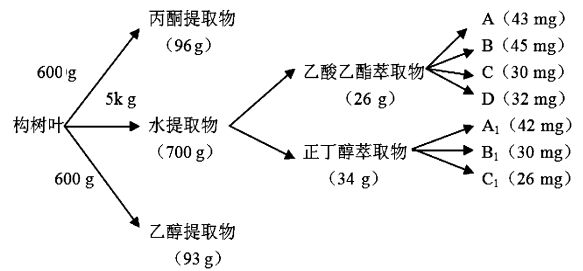 丙酮提取物
（96 g）
600 g
5k g
构树叶
水提取物
（700 g）
600 g
乙醇提取物
（93 g）
乙酸乙酯萃取物
（26 g）
正丁醇萃取物
（34 g）
A（43 mg）
B（45 mg）
C（30 mg）
D（32 mg）
A₁（42 mg）
B₁（30 mg）
C₁（26 mg）